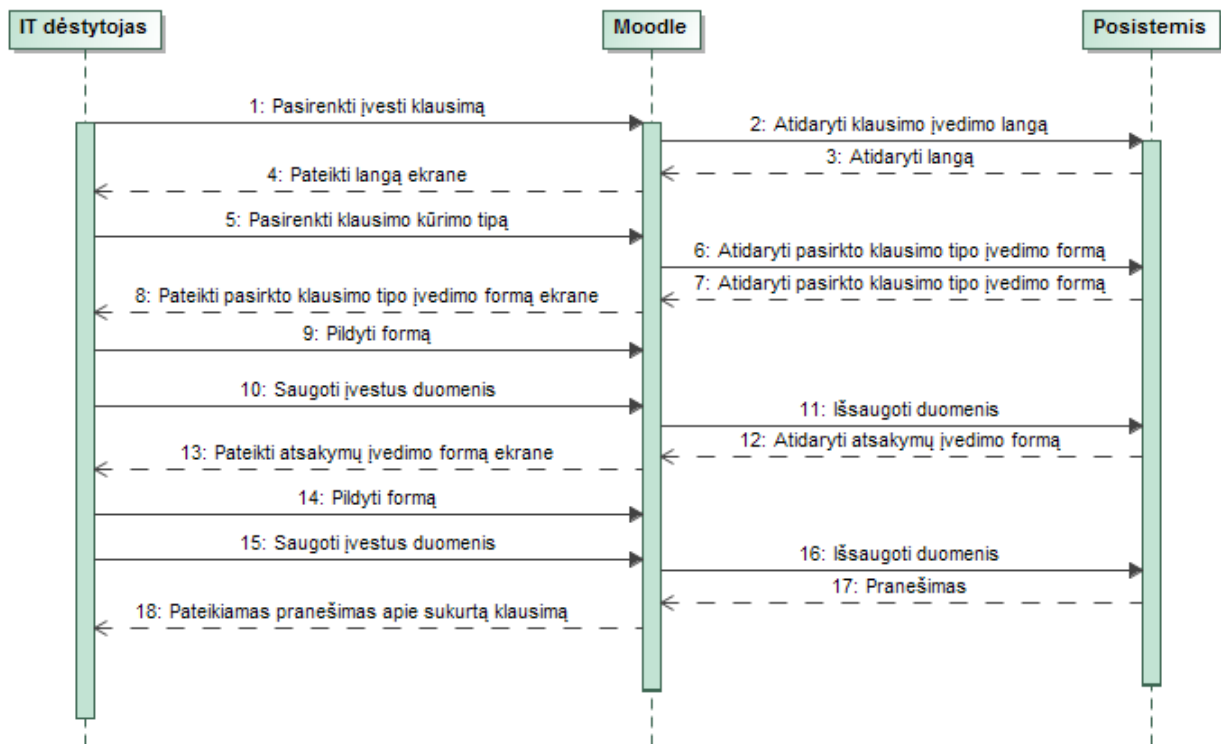 IT dėstytojas
Moodle
Posistemis
1: Pasirenkti įvesti klausimą
2: Atidaryti klausimo įvedimo langą
3: Atidaryti langą
4: Pateikti langą ekrane
5: Pasirenkti klausimo kūrimo tipą
6: Atidaryti pasirkto klausimo tipo įvedimo formą
7: Atidaryti pasirkto klausimo tipo įvedimo formą
8: Pateikti pasirkto klausimo tipo įvedimo formą ekrane
9: Pildyti formą
10: Saugoti įvestus duomenis
11: Išsaugoti duomenis
12: Atidaryti atsakymų įvedimo formą
13: Pateikti atsakymų įvedimo formą ekrane
14: Pildyti formą
15: Saugoti įvestus duomenis
16: Išsaugoti duomenis
17: Pranešimas
18: Pateikiamas pranešimas apie sukurtą klausimą